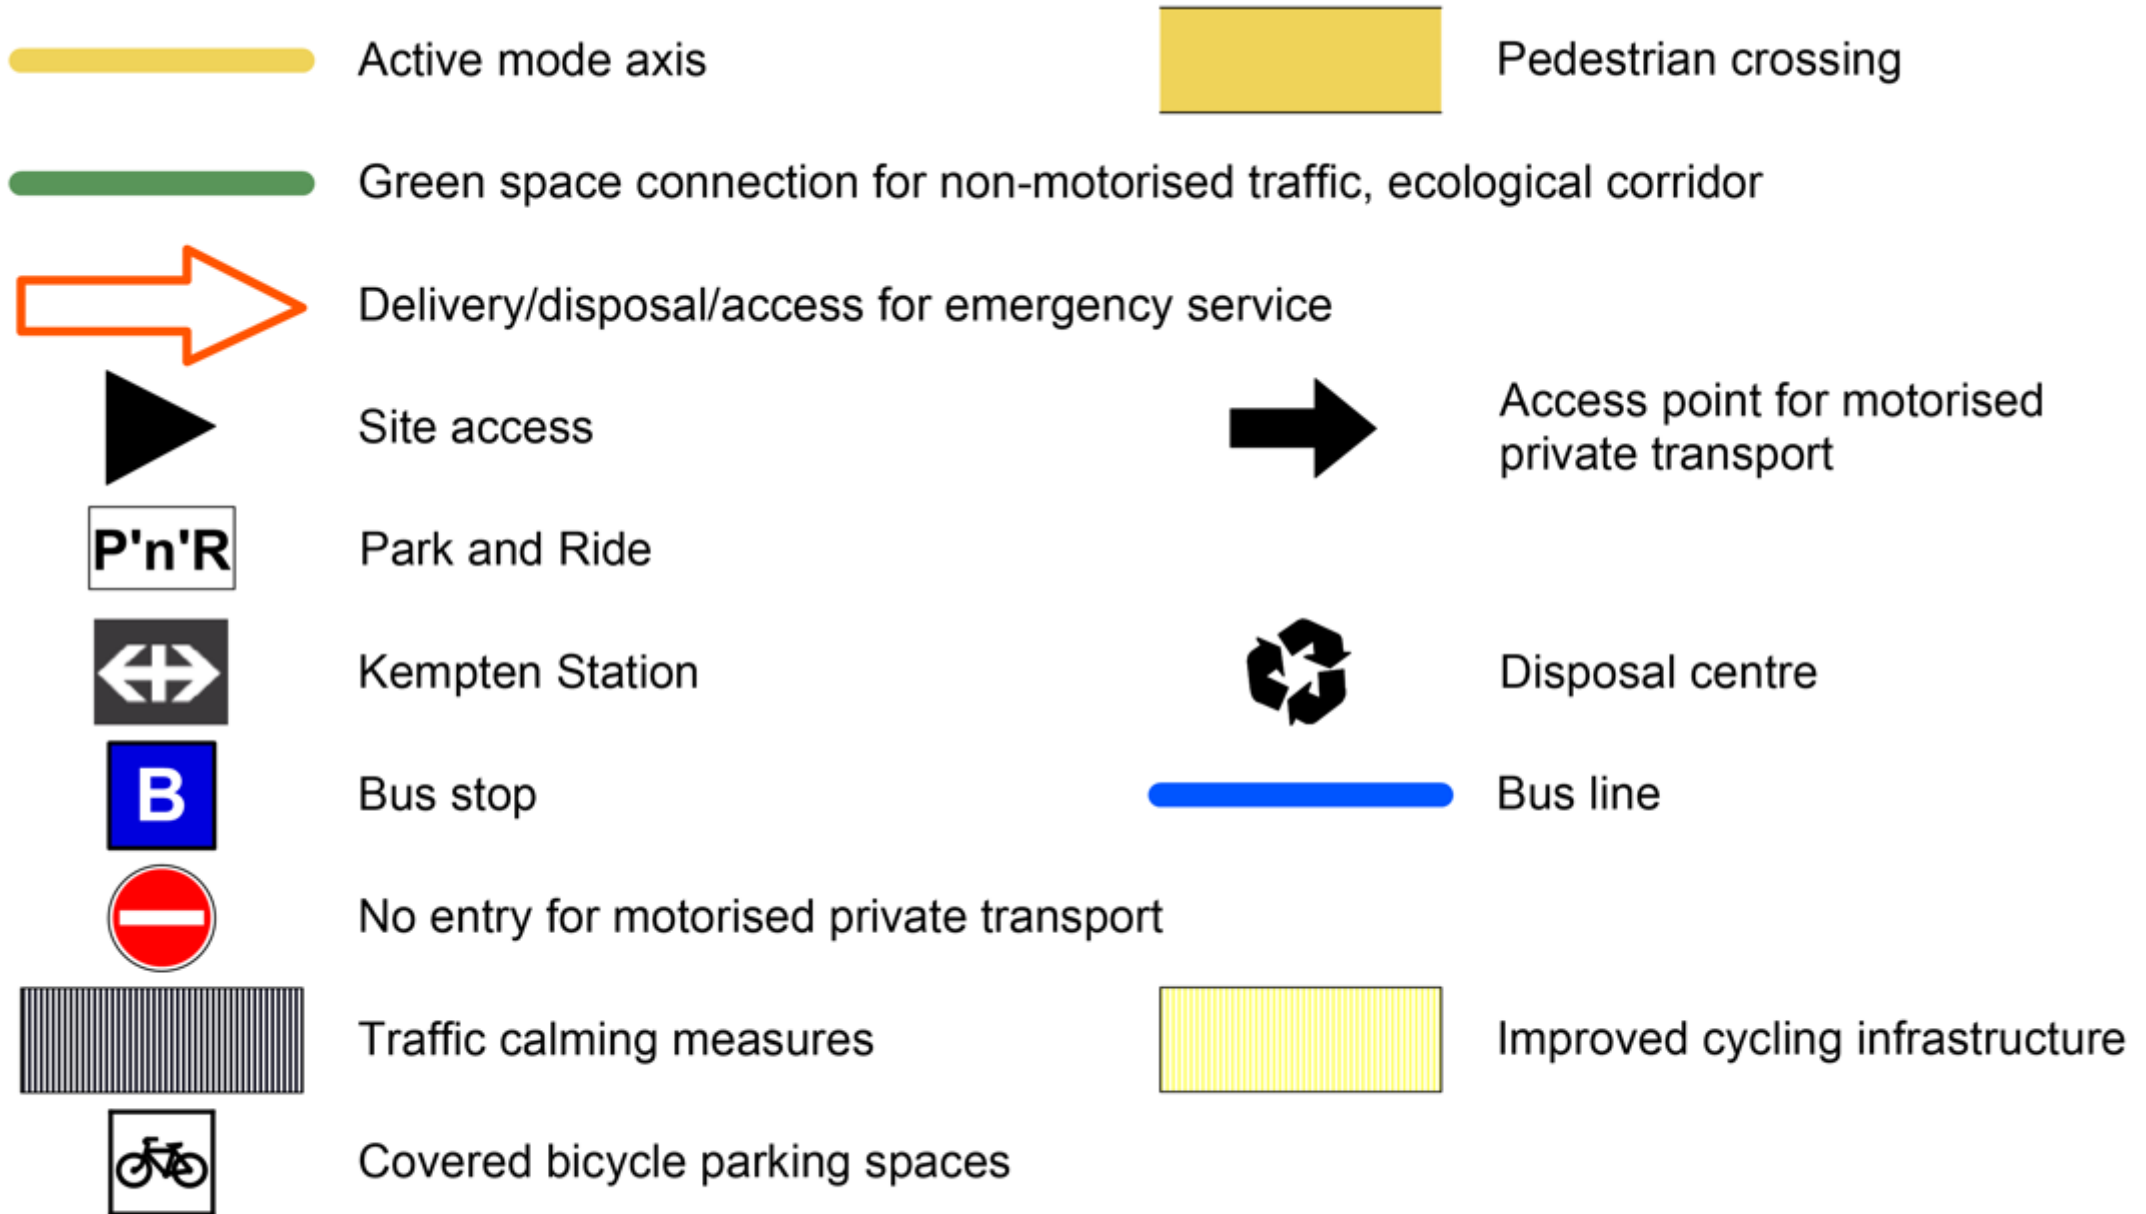 Active mode axis
Pedestrian crossing
Green space connection for non-motorised traffic, ecological corridor
Delivery/disposal/access for emergency service
Site access
Access point for motorised
private transport
P'n'R
Park and Ride
Kempten Station
Disposal centre
B
Bus stop
Bus line
No entry for motorised private transport
Traffic calming measures
Improved cycling infrastructure
Covered bicycle parking spaces